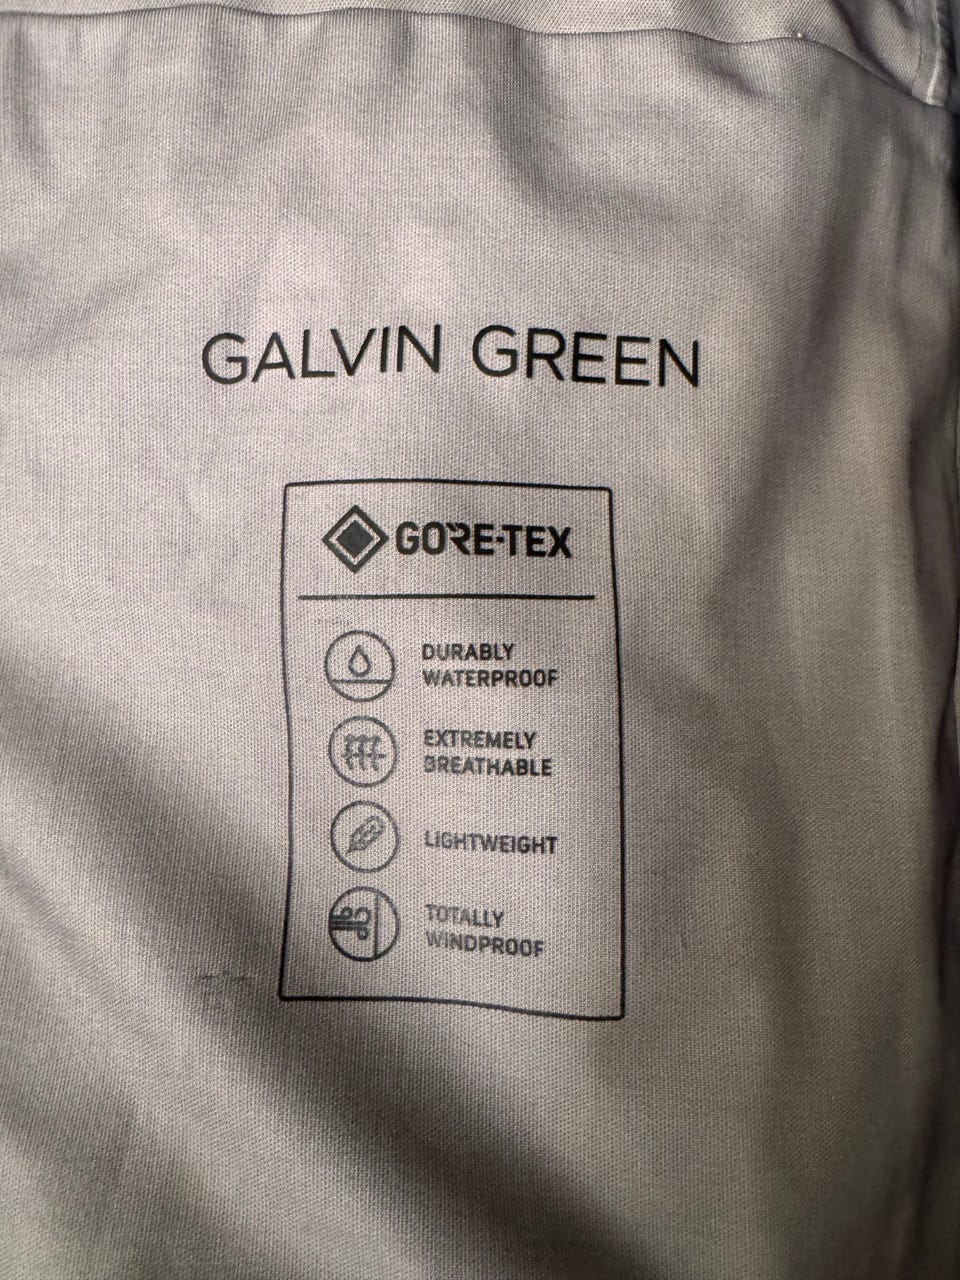 GALVIN GREEN
GORE-TEX
DURABLY
WATERPROOF
EXTREMELY
BREATHABLE
LIGHTWEIGHT
TOTALLY
WINDPROOF